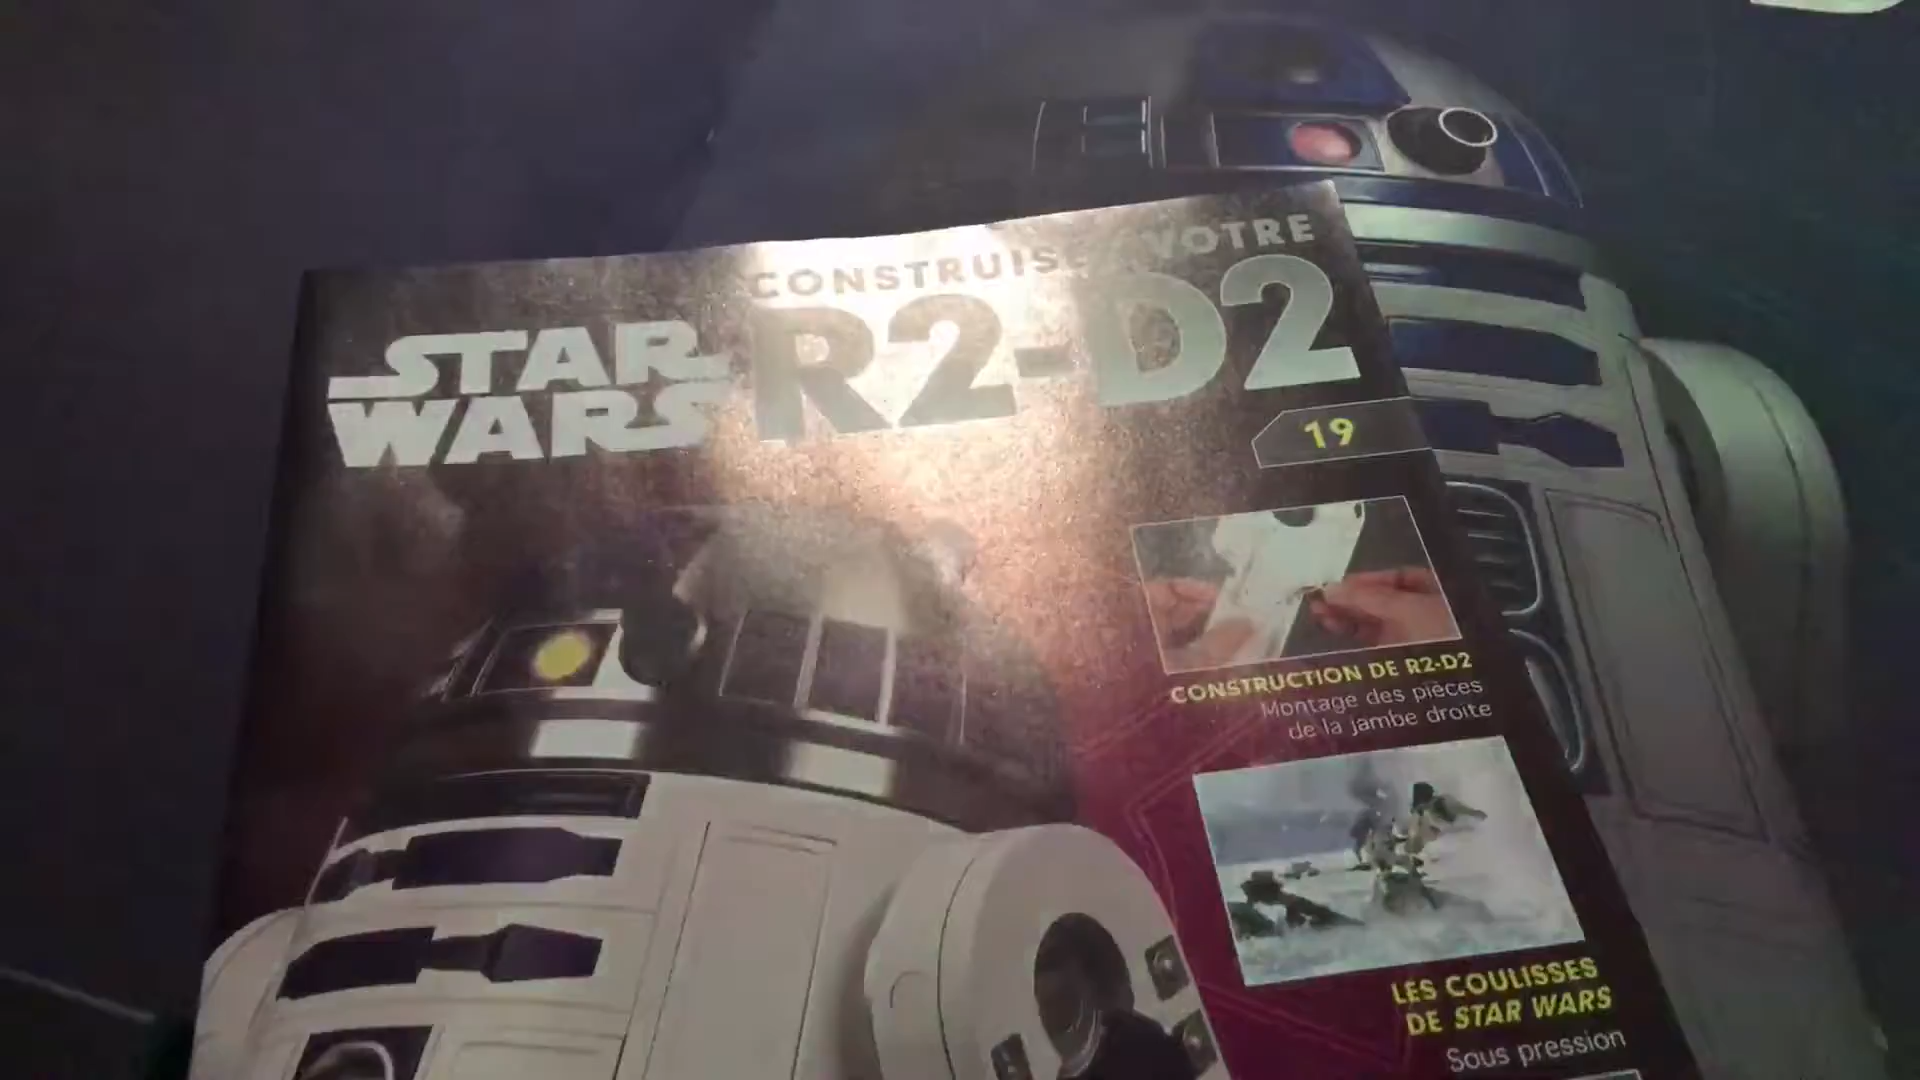 CONSTRUISEZ VOTRE
STAR WARS
R2-D2
19
CONSTRUCTION DE R2-D2
Montage des pièces
de la jambe droite
LES COULISSES
DE STAR WARS
Sous pression